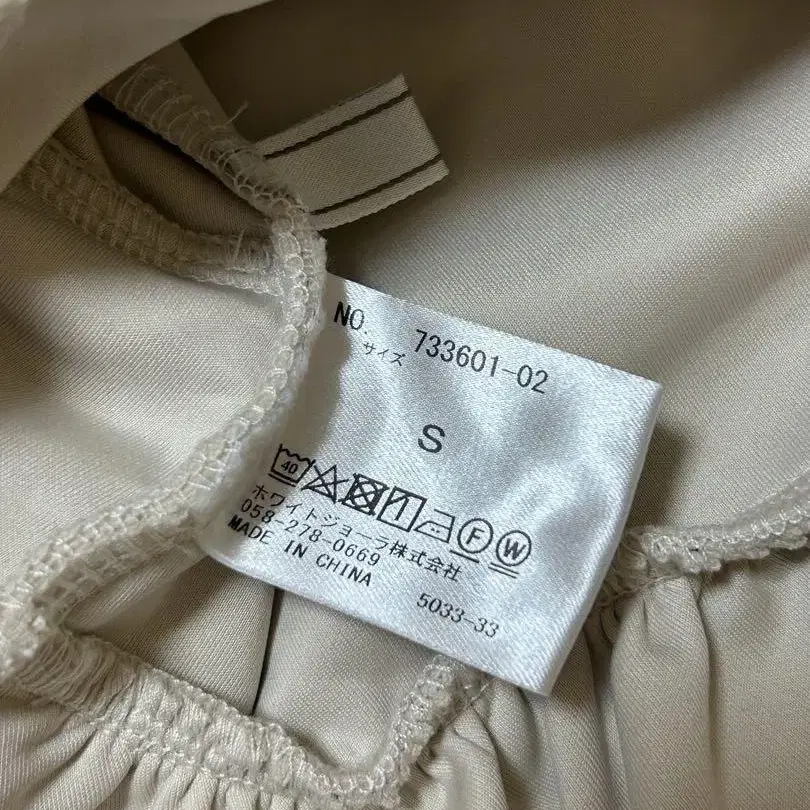 NO. 733601-02
サイズ
S
40
F W
ホワイトジョーラ株式会社
058-278-0669
MADE IN CHINA
5033-33